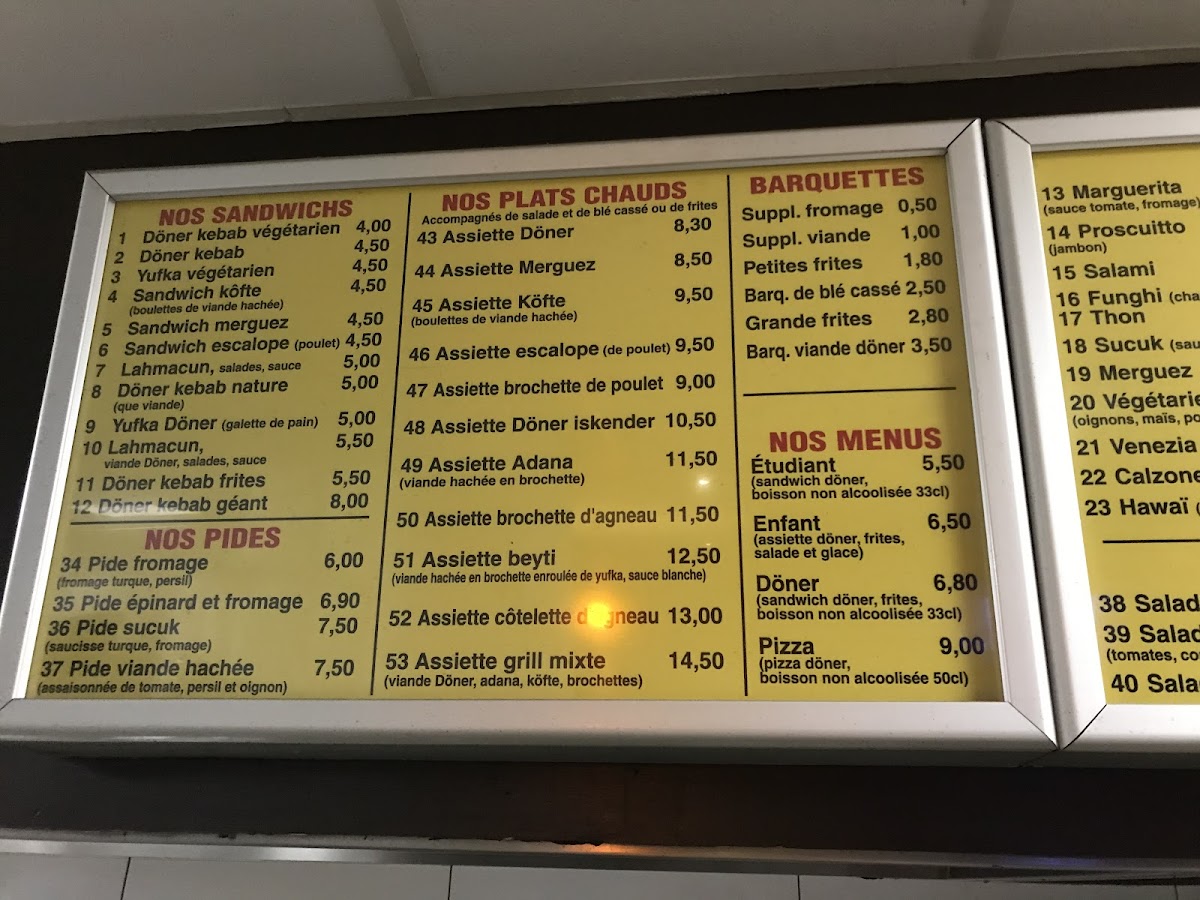 NOS SANDWICHS
1 Döner kebab végétarien 4,00
2 Döner kebab 4,50
3 Yufka végétarien 4,50
4 Sandwich kôfte 4,50
(boulettes de viande hachée)
5 Sandwich merguez 4,50
6 Sandwich escalope (poulet) 4,50
7 Lahmacun, salades, sauce 5,00
8 Döner kebab nature 5,00
(que viande)
9 Yufka Döner (galette de pain) 5,00
10 Lahmacun, 5,50
viande Döner, salades, sauce
11 Döner kebab frites 5,50
12 Döner kebab géant 8,00
NOS PIDES
34 Pide fromage 6,00
(fromage turque, persil)
35 Pide épinard et fromage 6,90
36 Pide sucuk 7,50
(saucisse turque, fromage)
37 Pide viande hachée 7,50
(assaisonnée de tomate, persil et oignon)
NOS PLATS CHAUDS
Accompagnés de salade et de blé cassé ou de frites
43 Assiette Döner 8,30
44 Assiette Merguez 8,50
45 Assiette Köfte 9,50
(boulettes de viande hachée)
46 Assiette escalope (de poulet) 9,50
47 Assiette brochette de poulet 9,00
48 Assiette Döner iskender 10,50
49 Assiette Adana 11,50
(viande hachée en brochette)
50 Assiette brochette d'agneau 11,50
51 Assiette beyti 12,50
(viande hachée en brochette enroulée de yufka, sauce blanche)
52 Assiette côtelette d'agneau 13,00
53 Assiette grill mixte 14,50
(viande Döner, adana, köfte, brochettes)
BARQUETTES
Suppl. fromage 0,50
Suppl. viande 1,00
Petites frites 1,80
Barq. de blé cassé 2,50
Grande frites 2,80
Barq. viande döner 3,50
NOS MENUS
Étudiant 5,50
(sandwich döner,
boisson non alcoolisée 33cl)
Enfant 6,50
(assiette döner, frites,
salade et glace)
Döner 6,80
(sandwich döner, frites,
boisson non alcoolisée 33cl)
Pizza 9,00
(pizza döner,
boisson non alcoolisée 50cl)
13 Marguerita
(sauce tomate, fromage)
14 Proscuitto
(jambon)
15 Salami
16 Funghi (cha
17 Thon
18 Sucuk (sau
19 Merguez
20 Végétarie
(oignons, maïs, po
21 Venezia
22 Calzone
23 Hawaï (
38 Salad
39 Salad
(tomates, co
40 Sala